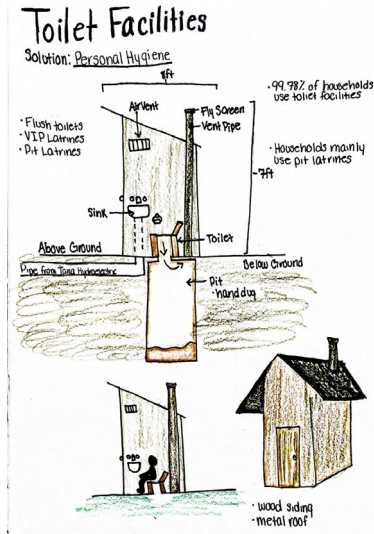 Toilet Facilities
Solution: Personal Hygiene
8ft
• 99.78% of households
use toilet facilities
Air Vent
Fly Screen
Vent Pipe
• Flush toilets
• VIP Latrines
• Pit Latrines
• Households mainly
use pit latrines
7ft
Sink
Toilet
Above Ground
Below Ground
Pipe from Tana Hydroelectric
Pit
• hand dug
• wood siding
• metal roof